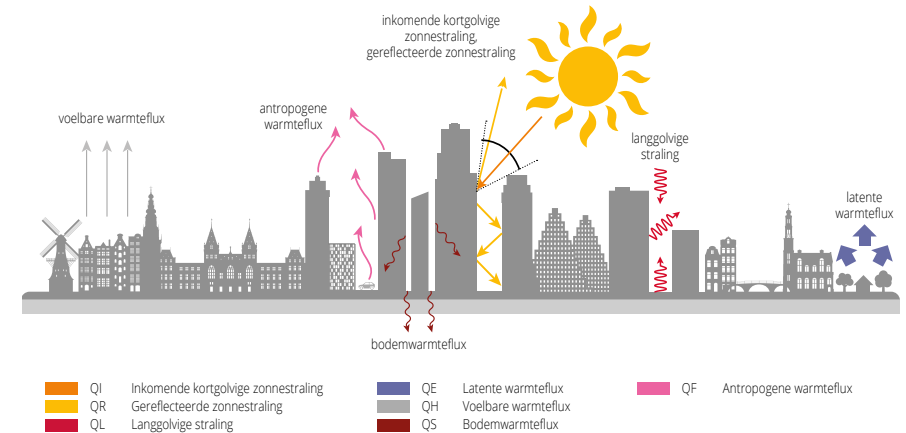 inkomende kortgolvige
zonnestraling,
gereflecteerde zonnestraling
antropogene
warmteflux
voelbare warmteflux
langgolvige
straling
latente
warmteflux
bodemwarmteflux
QI Inkomende kortgolvige zonnestraling
QR Gereflecteerde zonnestraling
QL Langgolvige straling
QE Latente warmteflux
QH Voelbare warmteflux
QS Bodemwarmteflux
QF Antropogene warmteflux